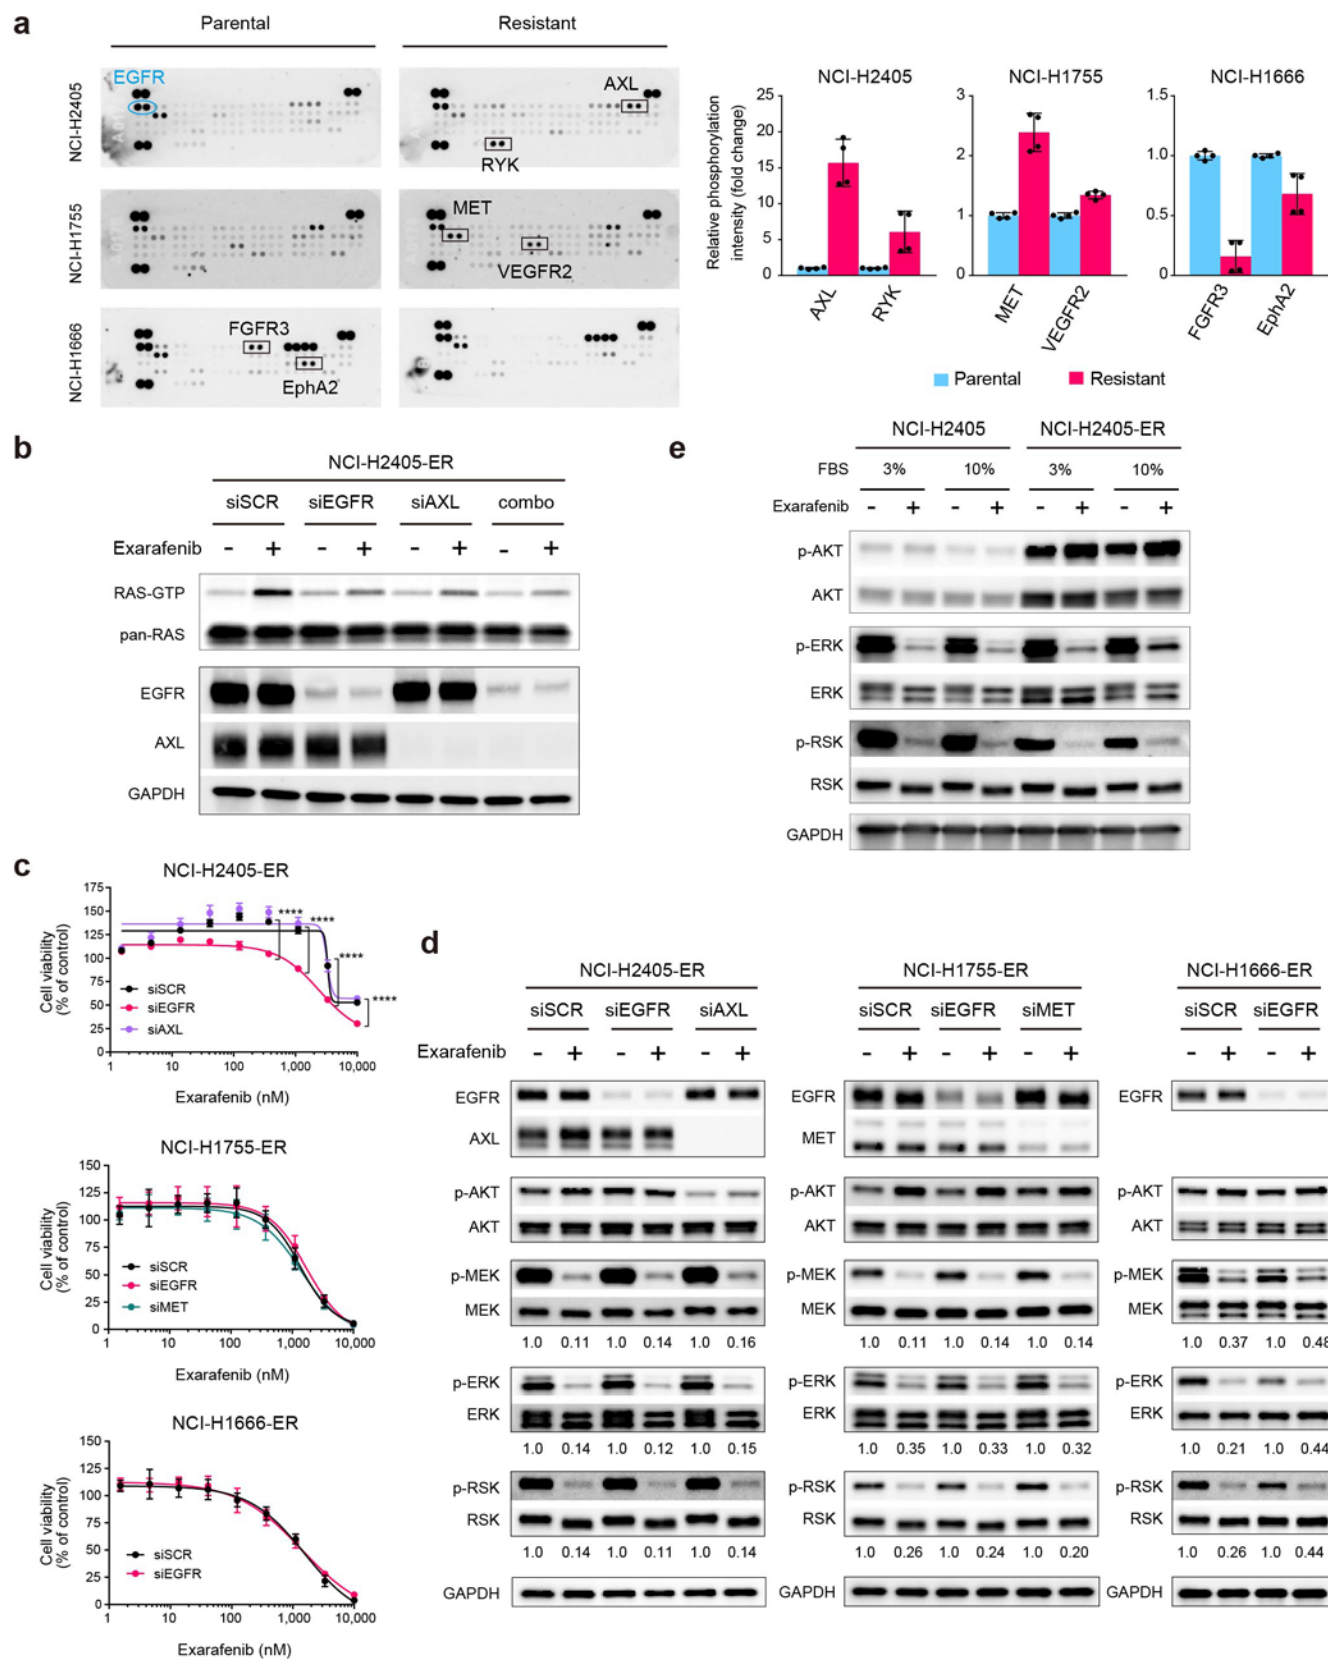 a
Parental
Resistant
NCI-H2405
EGFR
AXL
RYK
NCI-H1755
MET
VEGFR2
NCI-H1666
FGFR3
EphA2
NCI-H2405
NCI-H1755
NCI-H1666
Relative phosphorylation
intensity (fold change)
25
20
15
10
5
0
AXL
RYK
3
2
1
0
MET
VEGFR2
1.5
1.0
0.5
0
FGFR3
EphA2
Parental
Resistant
b
NCI-H2405-ER
siSCR siEGFR siAXL combo
Exarafenib - + - + - + - +
RAS-GTP
pan-RAS
EGFR
AXL
GAPDH
e
NCI-H2405 NCI-H2405-ER
FBS 3% 10% 3% 10%
Exarafenib - + - + - + - +
p-AKT
AKT
p-ERK
ERK
p-RSK
RSK
GAPDH
c
NCI-H2405-ER
Cell viability
(% of control)
175
150
125
100
75
50
25
0
**** **** **** ****
siSCR
siEGFR
siAXL
1 10 100 1,000 10,000
Exarafenib (nM)
NCI-H1755-ER
Cell viability
(% of control)
150
125
100
75
50
25
0
siSCR
siEGFR
siMET
1 10 100 1,000 10,000
Exarafenib (nM)
NCI-H1666-ER
Cell viability
(% of control)
150
125
100
75
50
25
0
siSCR
siEGFR
1 10 100 1,000 10,000
Exarafenib (nM)
d
NCI-H2405-ER
siSCR siEGFR siAXL
Exarafenib - + - + - +
EGFR
AXL
p-AKT
AKT
p-MEK
MEK
1.0 0.11 1.0 0.14 1.0 0.16
p-ERK
ERK
1.0 0.14 1.0 0.12 1.0 0.15
p-RSK
RSK
1.0 0.14 1.0 0.11 1.0 0.14
GAPDH
NCI-H1755-ER
siSCR siEGFR siMET
- + - + - +
EGFR
MET
p-AKT
AKT
p-MEK
MEK
1.0 0.11 1.0 0.14 1.0 0.14
p-ERK
ERK
1.0 0.35 1.0 0.33 1.0 0.32
p-RSK
RSK
1.0 0.26 1.0 0.24 1.0 0.20
GAPDH
NCI-H1666-ER
siSCR siEGFR
- + - +
EGFR
p-AKT
AKT
p-MEK
MEK
1.0 0.37 1.0 0.48
p-ERK
ERK
1.0 0.21 1.0 0.44
p-RSK
RSK
1.0 0.26 1.0 0.44
GAPDH